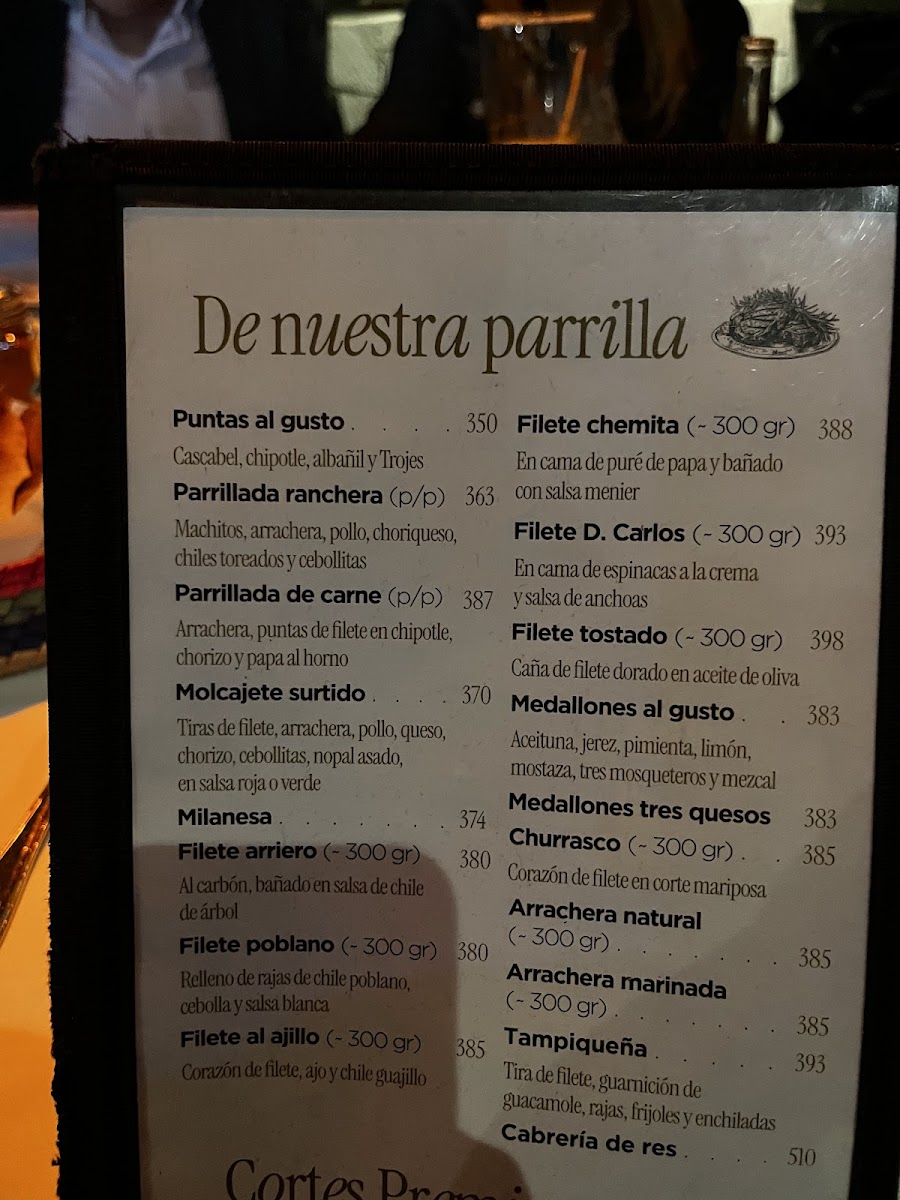 De nuestra parrilla
Puntas al gusto . . . . 350
Cascabel, chipotle, albañil y Trojes
Parrillada ranchera (p/p) 363
Machitos, arrachera, pollo, choriqueso,
chiles toreados y cebollitas
Parrillada de carne (p/p) 387
Arrachera, puntas de filete en chipotle,
chorizo y papa al horno
Molcajete surtido . . . . 370
Tiras de filete, arrachera, pollo, queso,
chorizo, cebollitas, nopal asado,
en salsa roja o verde
Milanesa . . . . . . . 374
Filete arriero (~ 300 gr) 380
Al carbón, bañado en salsa de chile
de árbol
Filete poblano (~ 300 gr) 380
Relleno de rajas de chile poblano,
cebolla y salsa blanca
Filete al ajillo (~ 300 gr) 385
Corazón de filete, ajo y chile guajillo
Filete chemita (~ 300 gr) 388
En cama de puré de papa y bañado
con salsa menier
Filete D. Carlos (~ 300 gr) 393
En cama de espinacas a la crema
y salsa de anchoas
Filete tostado (~ 300 gr) 398
Caña de filete dorado en aceite de oliva
Medallones al gusto . . 383
Aceituna, jerez, pimienta, limón,
mostaza, tres mosqueteros y mezcal
Medallones tres quesos 383
Churrasco (~ 300 gr) . . 385
Corazón de filete en corte mariposa
Arrachera natural
(~ 300 gr) . . . . . . 385
Arrachera marinada
(~ 300 gr) . . . . . . 385
Tampiqueña . . . . . 393
Tira de filete, guarnición de
guacamole, rajas, frijoles y enchiladas
Cabrería de res . . . . 510
Cortes